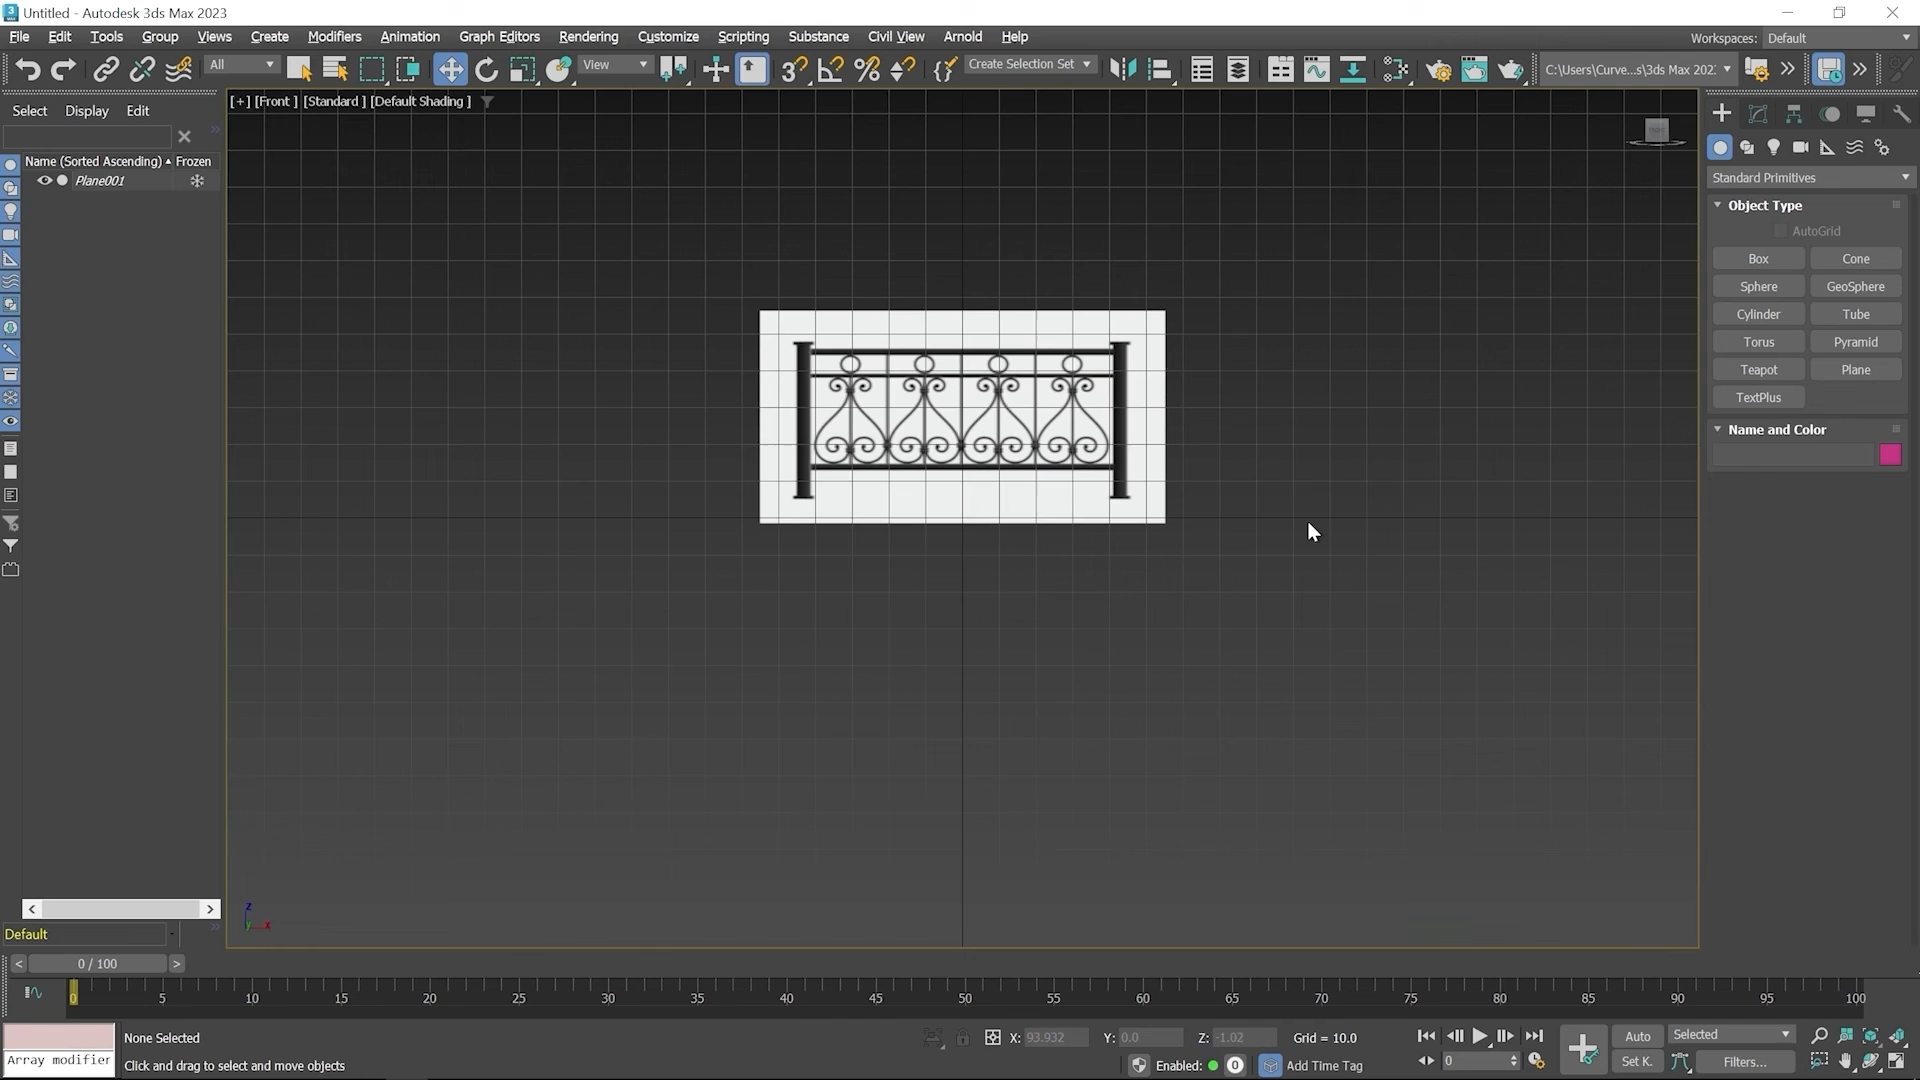 Untitled - Autodesk 3ds Max 2023
File Edit Tools Group Views Create Modifiers Animation Graph Editors Rendering Customize Scripting Substance Civil View Arnold Help
Workspaces: Default
All View Create Selection Set C:\Users\Curve...s\3ds Max 202:
Select Display Edit
[+] [Front ] [Standard ] [Default Shading ]
Name (Sorted Ascending) Frozen
Plane001
Standard Primitives
Object Type
AutoGrid
Box Cone
Sphere GeoSphere
Cylinder Tube
Torus Pyramid
Teapot Plane
TextPlus
Name and Color
z
x
Default
0 / 100
0 5 10 15 20 25 30 35 40 45 50 55 60 65 70 75 80 85 90 95 100
None Selected
X: 93.932 Y: 0.0 Z: -1.02 Grid = 10.0
Auto Selected
Array modifier
Click and drag to select and move objects
Enabled: 0 Add Time Tag
0
Set K. Filters...